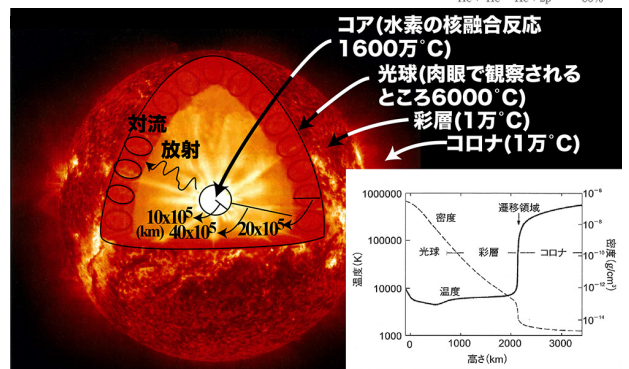 コア(水素の核融合反応
1600万°C)
光球(肉眼で観察される
ところ6000°C)
彩層(1万°C)
コロナ(1万°C)
対流
放射
10x10⁵
(km)
40x10⁵
20x10⁵
遷移領域
密度
光球
彩層
コロナ
温度
温度(K)
1000000
100000
10000
1000
密度(g/cm³)
10⁻⁶
10⁻⁸
10⁻¹⁰
10⁻¹²
10⁻¹⁴
0 1000 2000 3000
高さ(km)